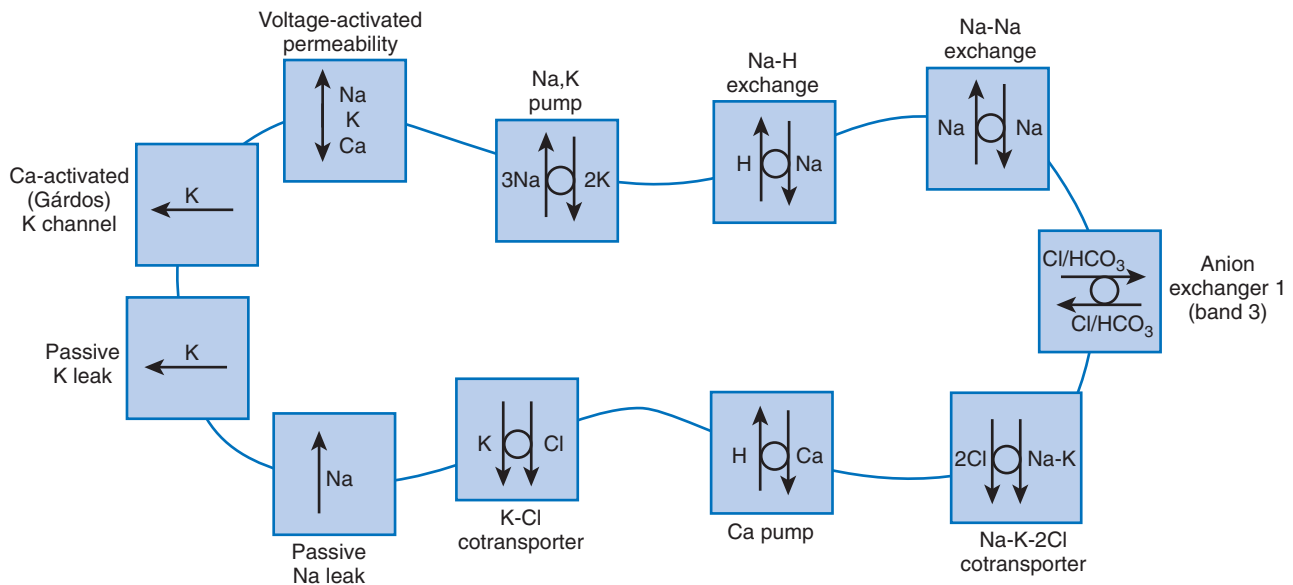 Voltage-activated
permeability
Na
K
Ca
Na,K
pump
3Na
2K
Na-H
exchange
H
Na
Na-Na
exchange
Na
Na
Ca-activated
(Gárdos)
K channel
K
Cl/HCO₃
Cl/HCO₃
Anion
exchanger 1
(band 3)
Passive
K leak
K
Na
Passive
Na leak
K
Cl
K-Cl
cotransporter
H
Ca
Ca pump
2Cl
Na-K
Na-K-2Cl
cotransporter